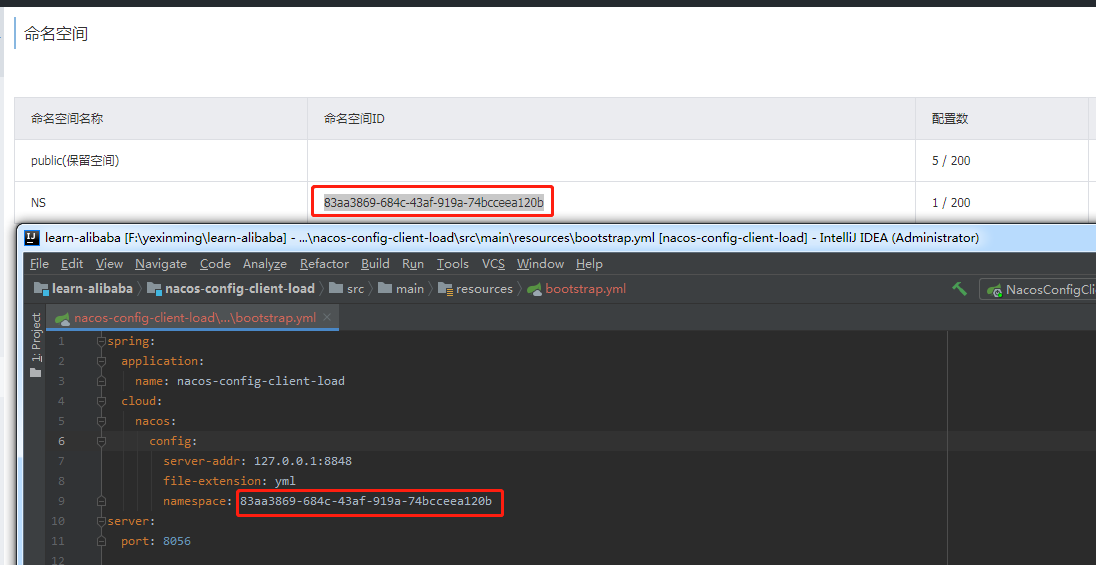 命名空间
命名空间名称 命名空间ID 配置数
public(保留空间) 5 / 200
NS 83aa3869-684c-43af-919a-74bcceea120b 1 / 200
learn-alibaba [F:\yexinming\learn-alibaba] - ...\nacos-config-client-load\src\main\resources\bootstrap.yml [nacos-config-client-load] - IntelliJ IDEA (Administrator)
File Edit View Navigate Code Analyze Refactor Build Run Tools VCS Window Help
learn-alibaba nacos-config-client-load src main resources bootstrap.yml NacosConfigCli
nacos-config-client-load\...\bootstrap.yml
1: Project
1 spring:
2 application:
3 name: nacos-config-client-load
4 cloud:
5 nacos:
6 config:
7 server-addr: 127.0.0.1:8848
8 file-extension: yml
9 namespace: 83aa3869-684c-43af-919a-74bcceea120b
10 server:
11 port: 8056
12